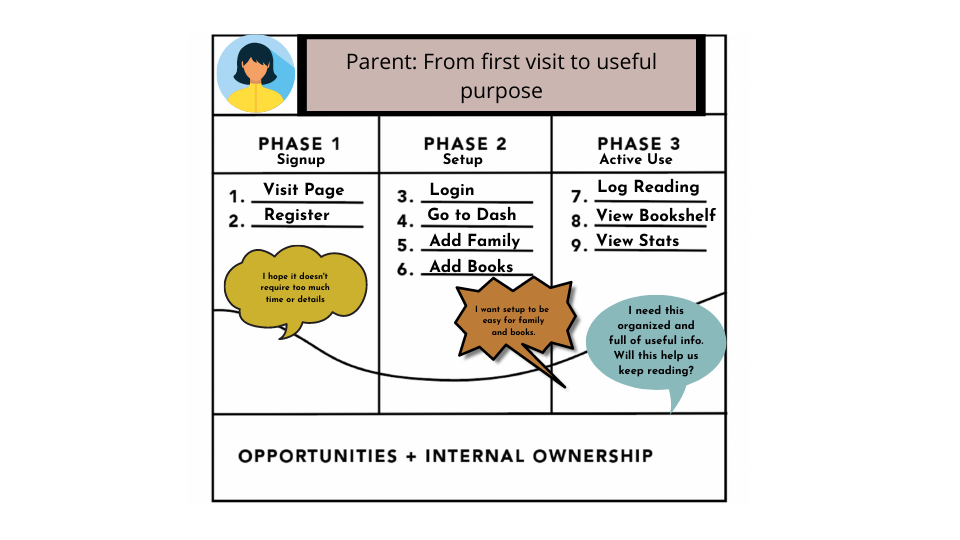 Parent: From first visit to useful
purpose
PHASE 1
Signup
PHASE 2
Setup
PHASE 3
Active Use
1. Visit Page
2. Register
3. Login
4. Go to Dash
5. Add Family
6. Add Books
7. Log Reading
8. View Bookshelf
9. View Stats
I hope it doesn't
require too much
time or details
I want setup to be
easy for family
and books.
I need this
organized and
full of useful info.
Will this help us
keep reading?
OPPORTUNITIES + INTERNAL OWNERSHIP